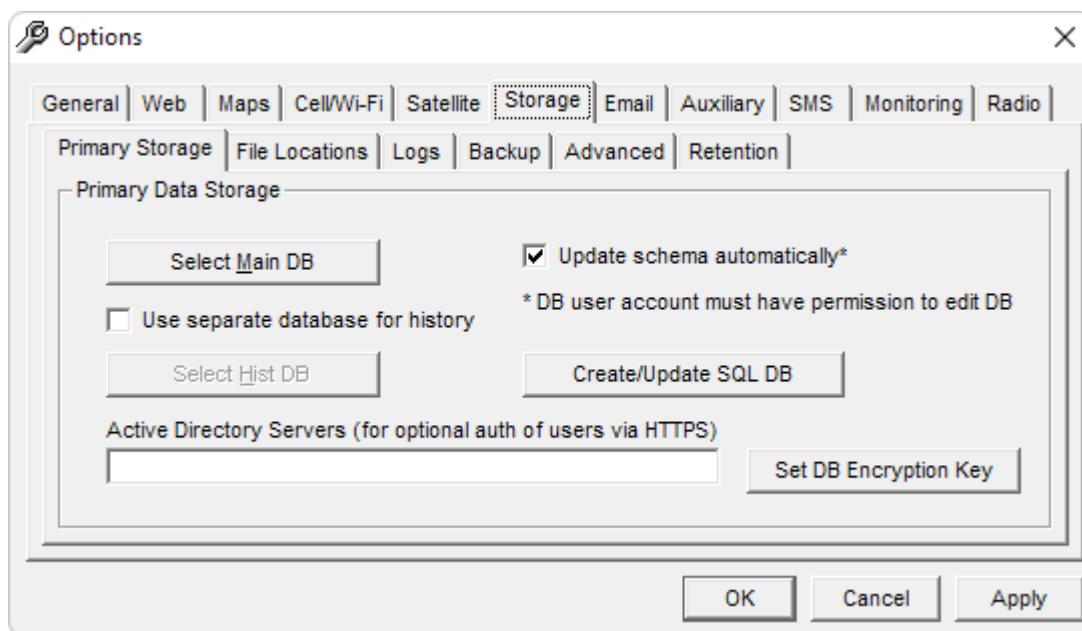 Options
General Web Maps Cell/Wi-Fi Satellite Storage Email Auxiliary SMS Monitoring Radio
Primary Storage File Locations Logs Backup Advanced Retention
Primary Data Storage
Select Main DB
Update schema automatically*
* DB user account must have permission to edit DB
Use separate database for history
Select Hist DB
Create/Update SQL DB
Active Directory Servers (for optional auth of users via HTTPS)
Set DB Encryption Key
OK Cancel Apply